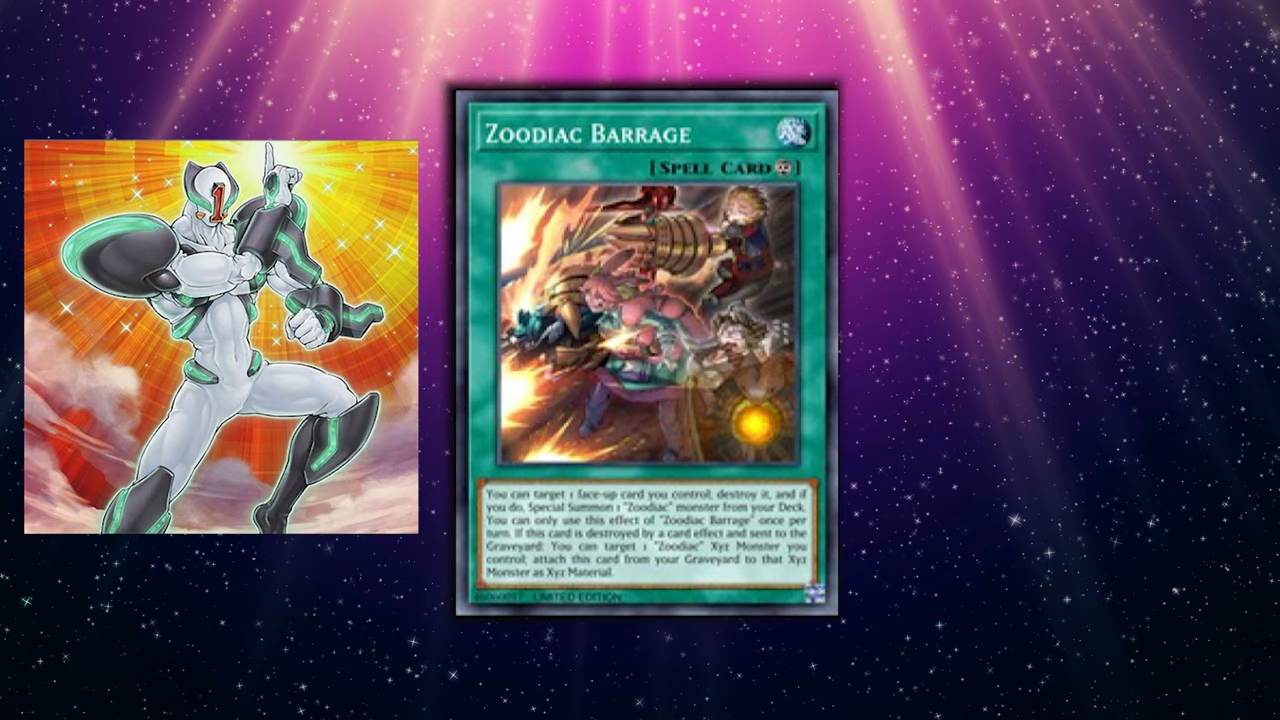 1
ZOODIAC BARRAGE
[SPELL CARD]
You can target 1 face-up card you control; destroy it, and if
you do, Special Summon 1 "Zoodiac" monster from your Deck.
You can only use this effect of "Zoodiac Barrage" once per
turn. If this card is destroyed by a card effect and sent to the
Graveyard: You can target 1 "Zoodiac" Xyz Monster you
control; attach this card from your Graveyard to that Xyz
Monster as Xyz Material.
LIMITED EDITION